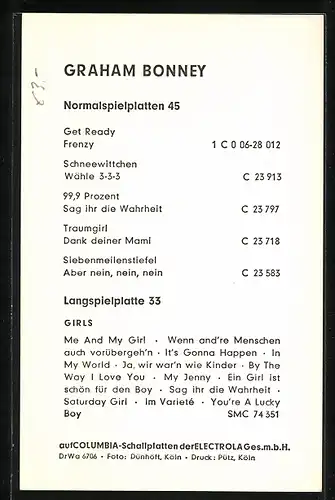 GRAHAM BONNEY
Normalspielplatten 45
Get Ready
Frenzy 1 C 0 06-28 012
Schneewittchen
Wähle 3-3-3 C 23 913
99,9 Prozent
Sag ihr die Wahrheit C 23 797
Traumgirl
Dank deiner Mami C 23 718
Siebenmeilenstiefel
Aber nein, nein, nein C 23 583
Langspielplatte 33
GIRLS
Me And My Girl · Wenn and're Menschen
auch vorübergeh'n · It's Gonna Happen · In
My World · Ja, wir war'n wie Kinder · By The
Way I Love You · My Jenny · Ein Girl ist
schön für den Boy · Sag ihr die Wahrheit ·
Saturday Girl · Im Varieté · You're A Lucky
Boy SMC 74 351
auf COLUMBIA-Schallplatten der ELECTROLA Ges.m.b.H.
DrWa 6706 · Foto: Dünhöft, Köln · Druck: Pütz, Köln